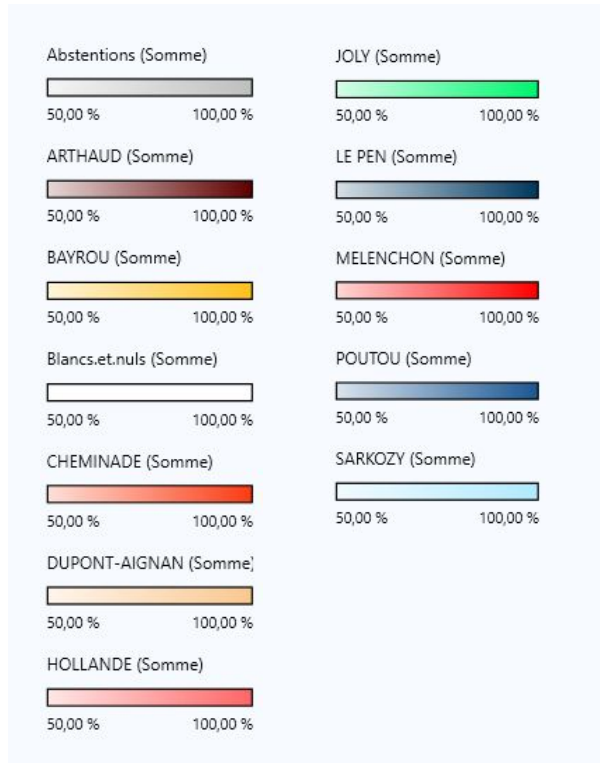 Abstentions (Somme)
50,00 % 100,00 %
ARTHAUD (Somme)
50,00 % 100,00 %
BAYROU (Somme)
50,00 % 100,00 %
Blancs.et.nuls (Somme)
50,00 % 100,00 %
CHEMINADE (Somme)
50,00 % 100,00 %
DUPONT-AIGNAN (Somme)
50,00 % 100,00 %
HOLLANDE (Somme)
50,00 % 100,00 %
JOLY (Somme)
50,00 % 100,00 %
LE PEN (Somme)
50,00 % 100,00 %
MELENCHON (Somme)
50,00 % 100,00 %
POUTOU (Somme)
50,00 % 100,00 %
SARKOZY (Somme)
50,00 % 100,00 %